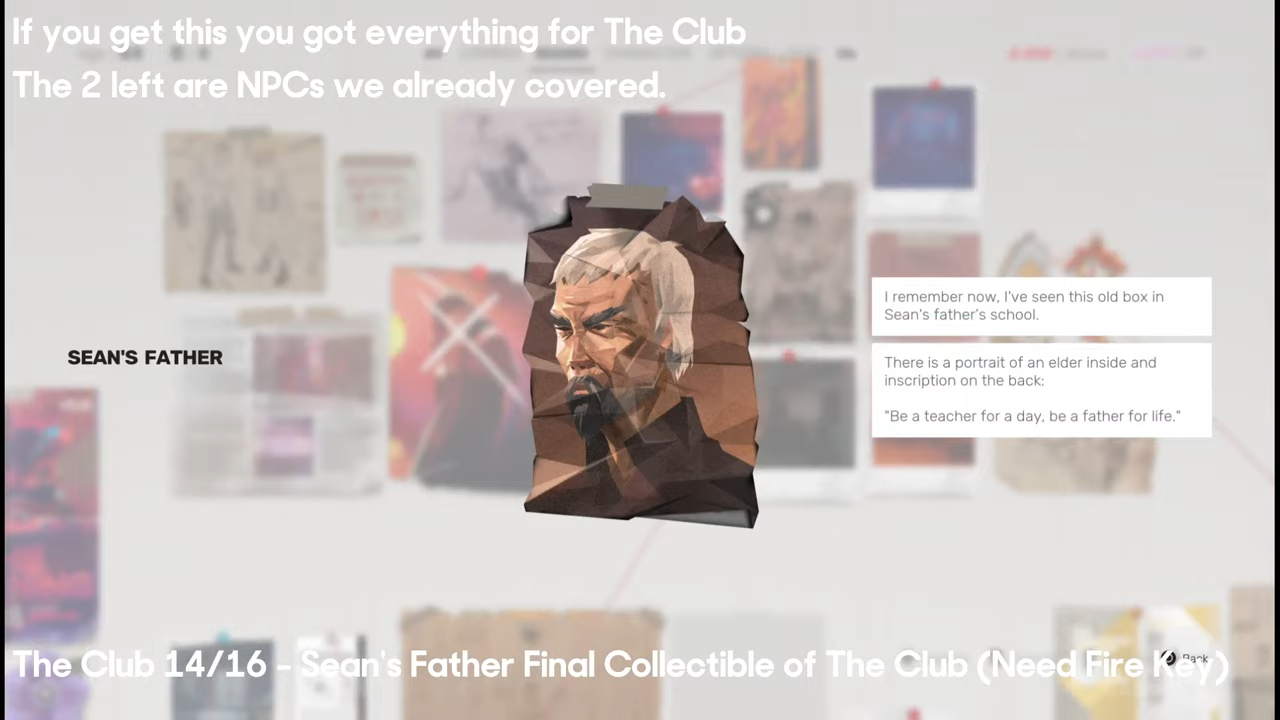 If you get this you got everything for The Club
The 2 left are NPCs we already covered.
I remember now, I've seen this old box in
Sean's father's school.
SEAN'S FATHER
There is a portrait of an elder inside and
inscription on the back:
"Be a teacher for a day, be a father for life."
The Club 14/16 - Sean's Father Final Collectible of The Club (Need Fire Key)
Back